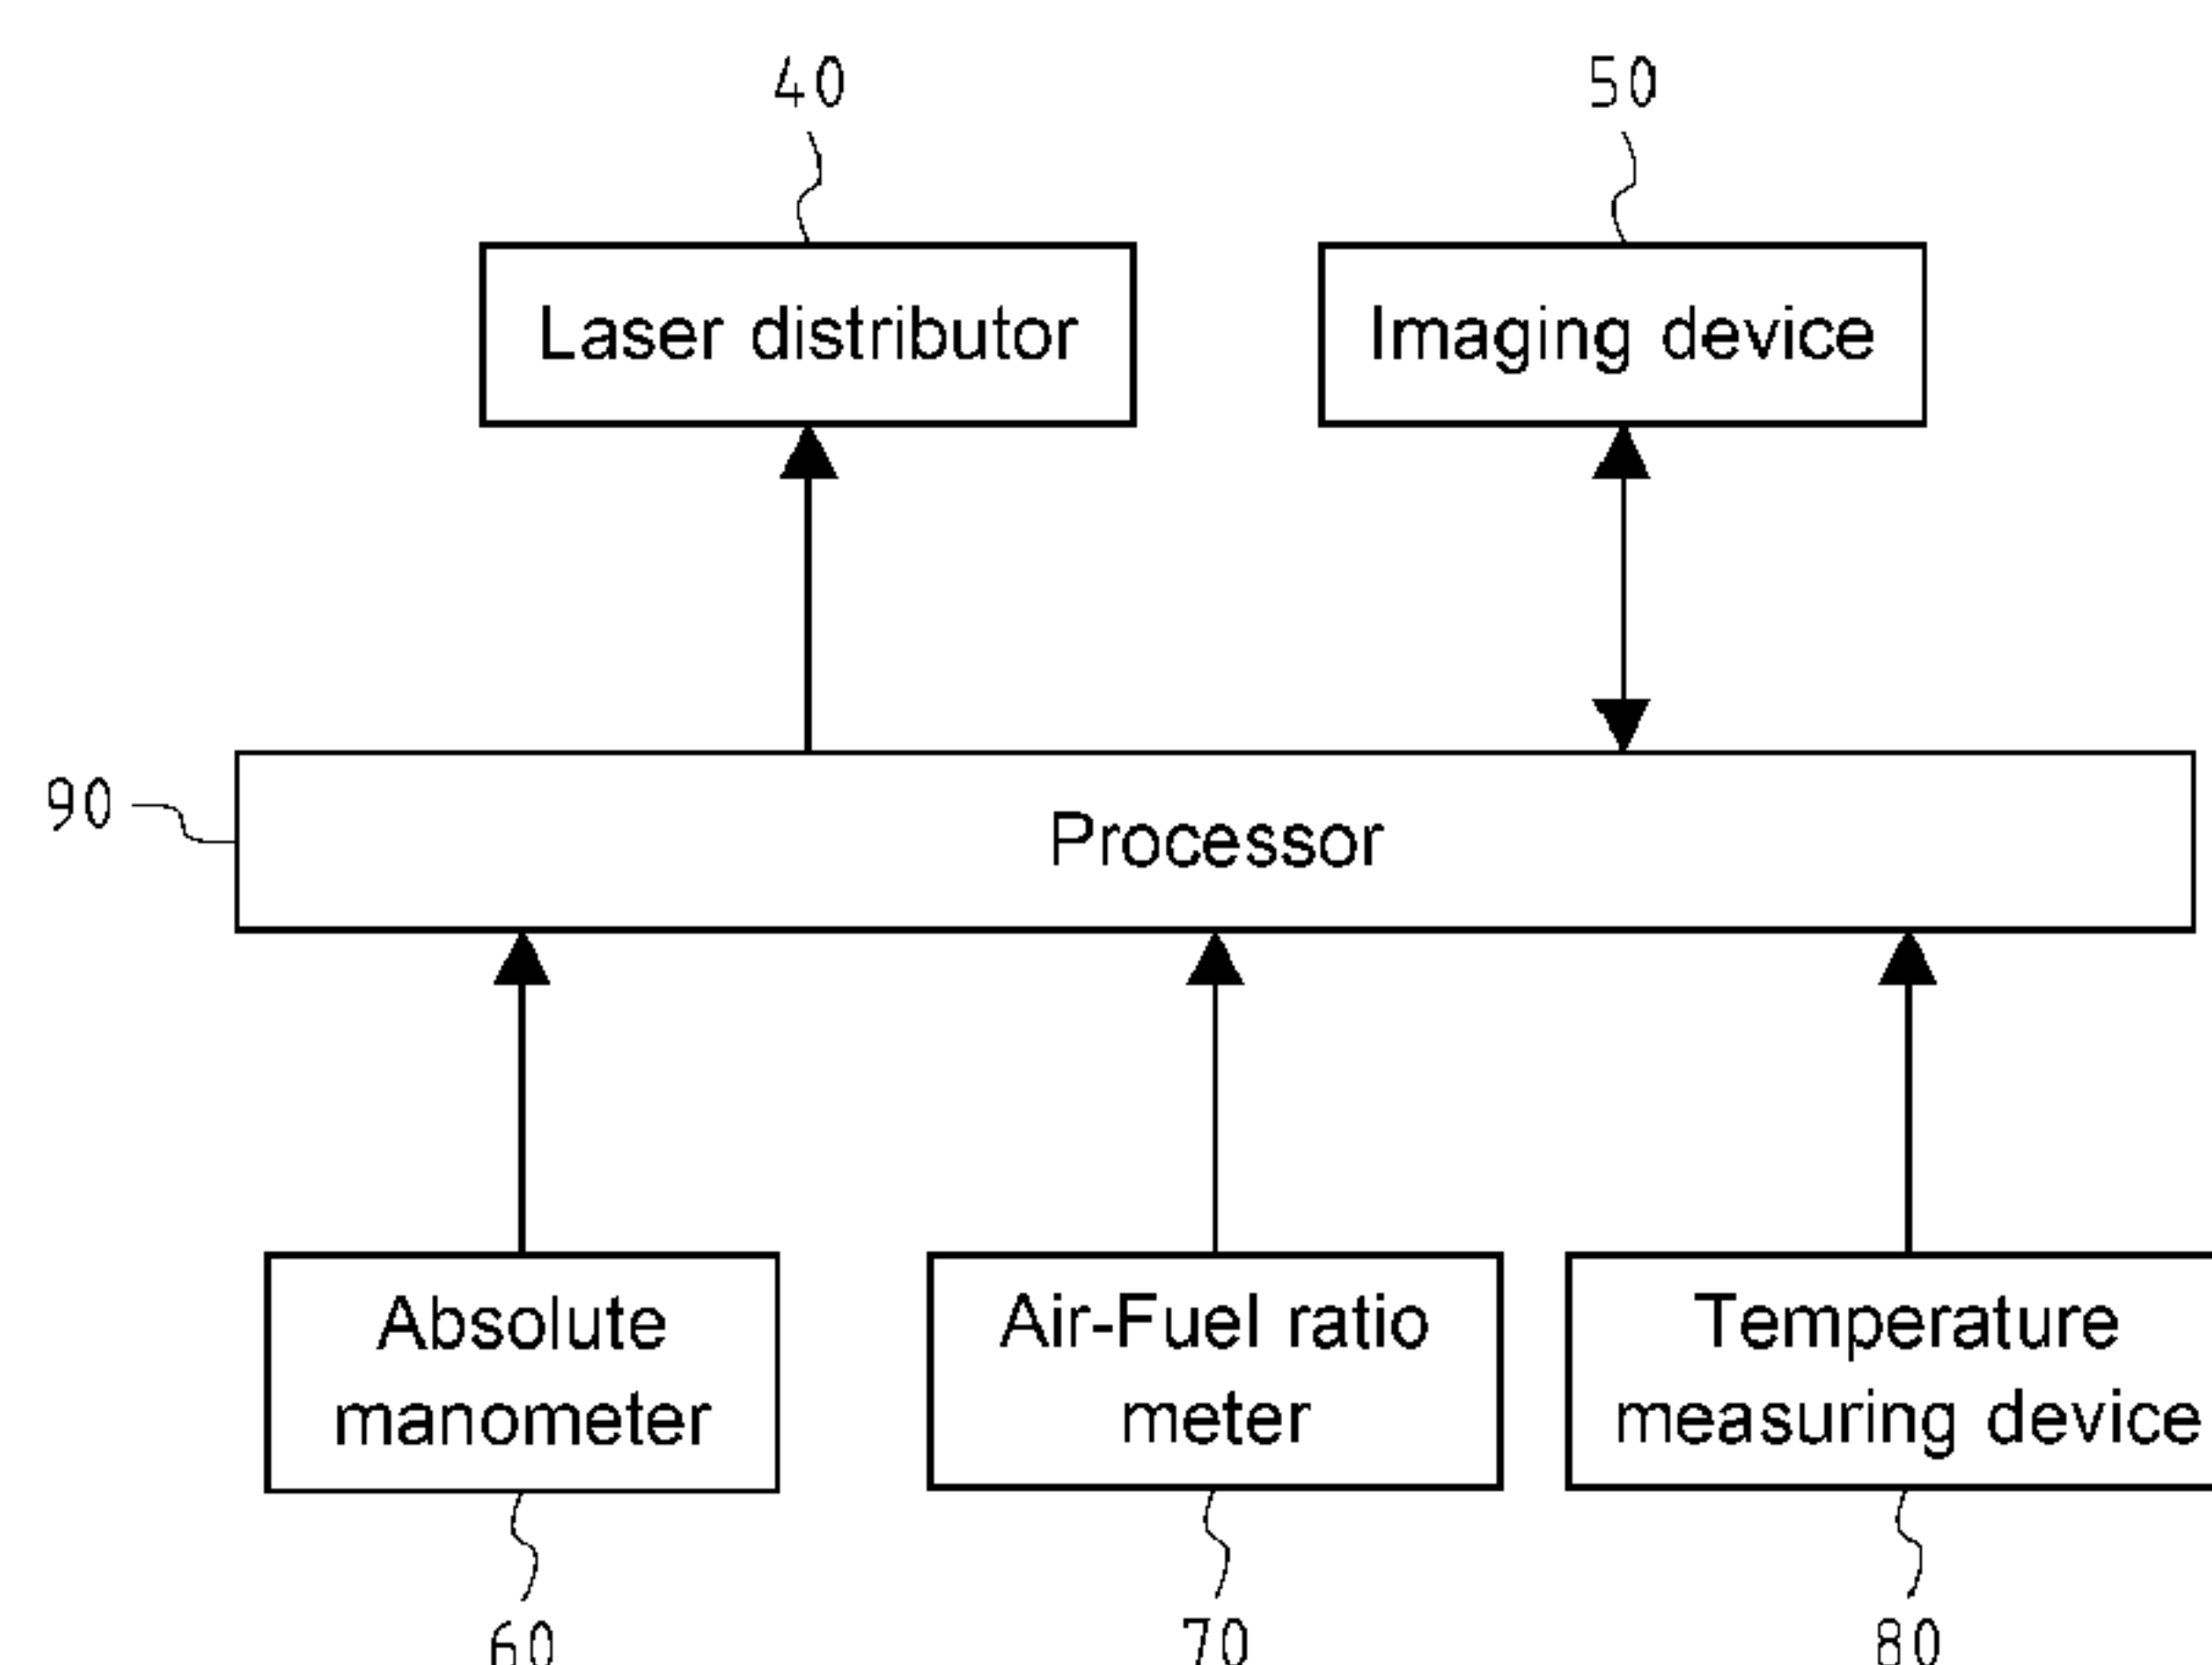 40
50
Laser distributor
Imaging device
90
Processor
Absolute
manometer
Air-Fuel ratio
meter
Temperature
measuring device
60
70
80